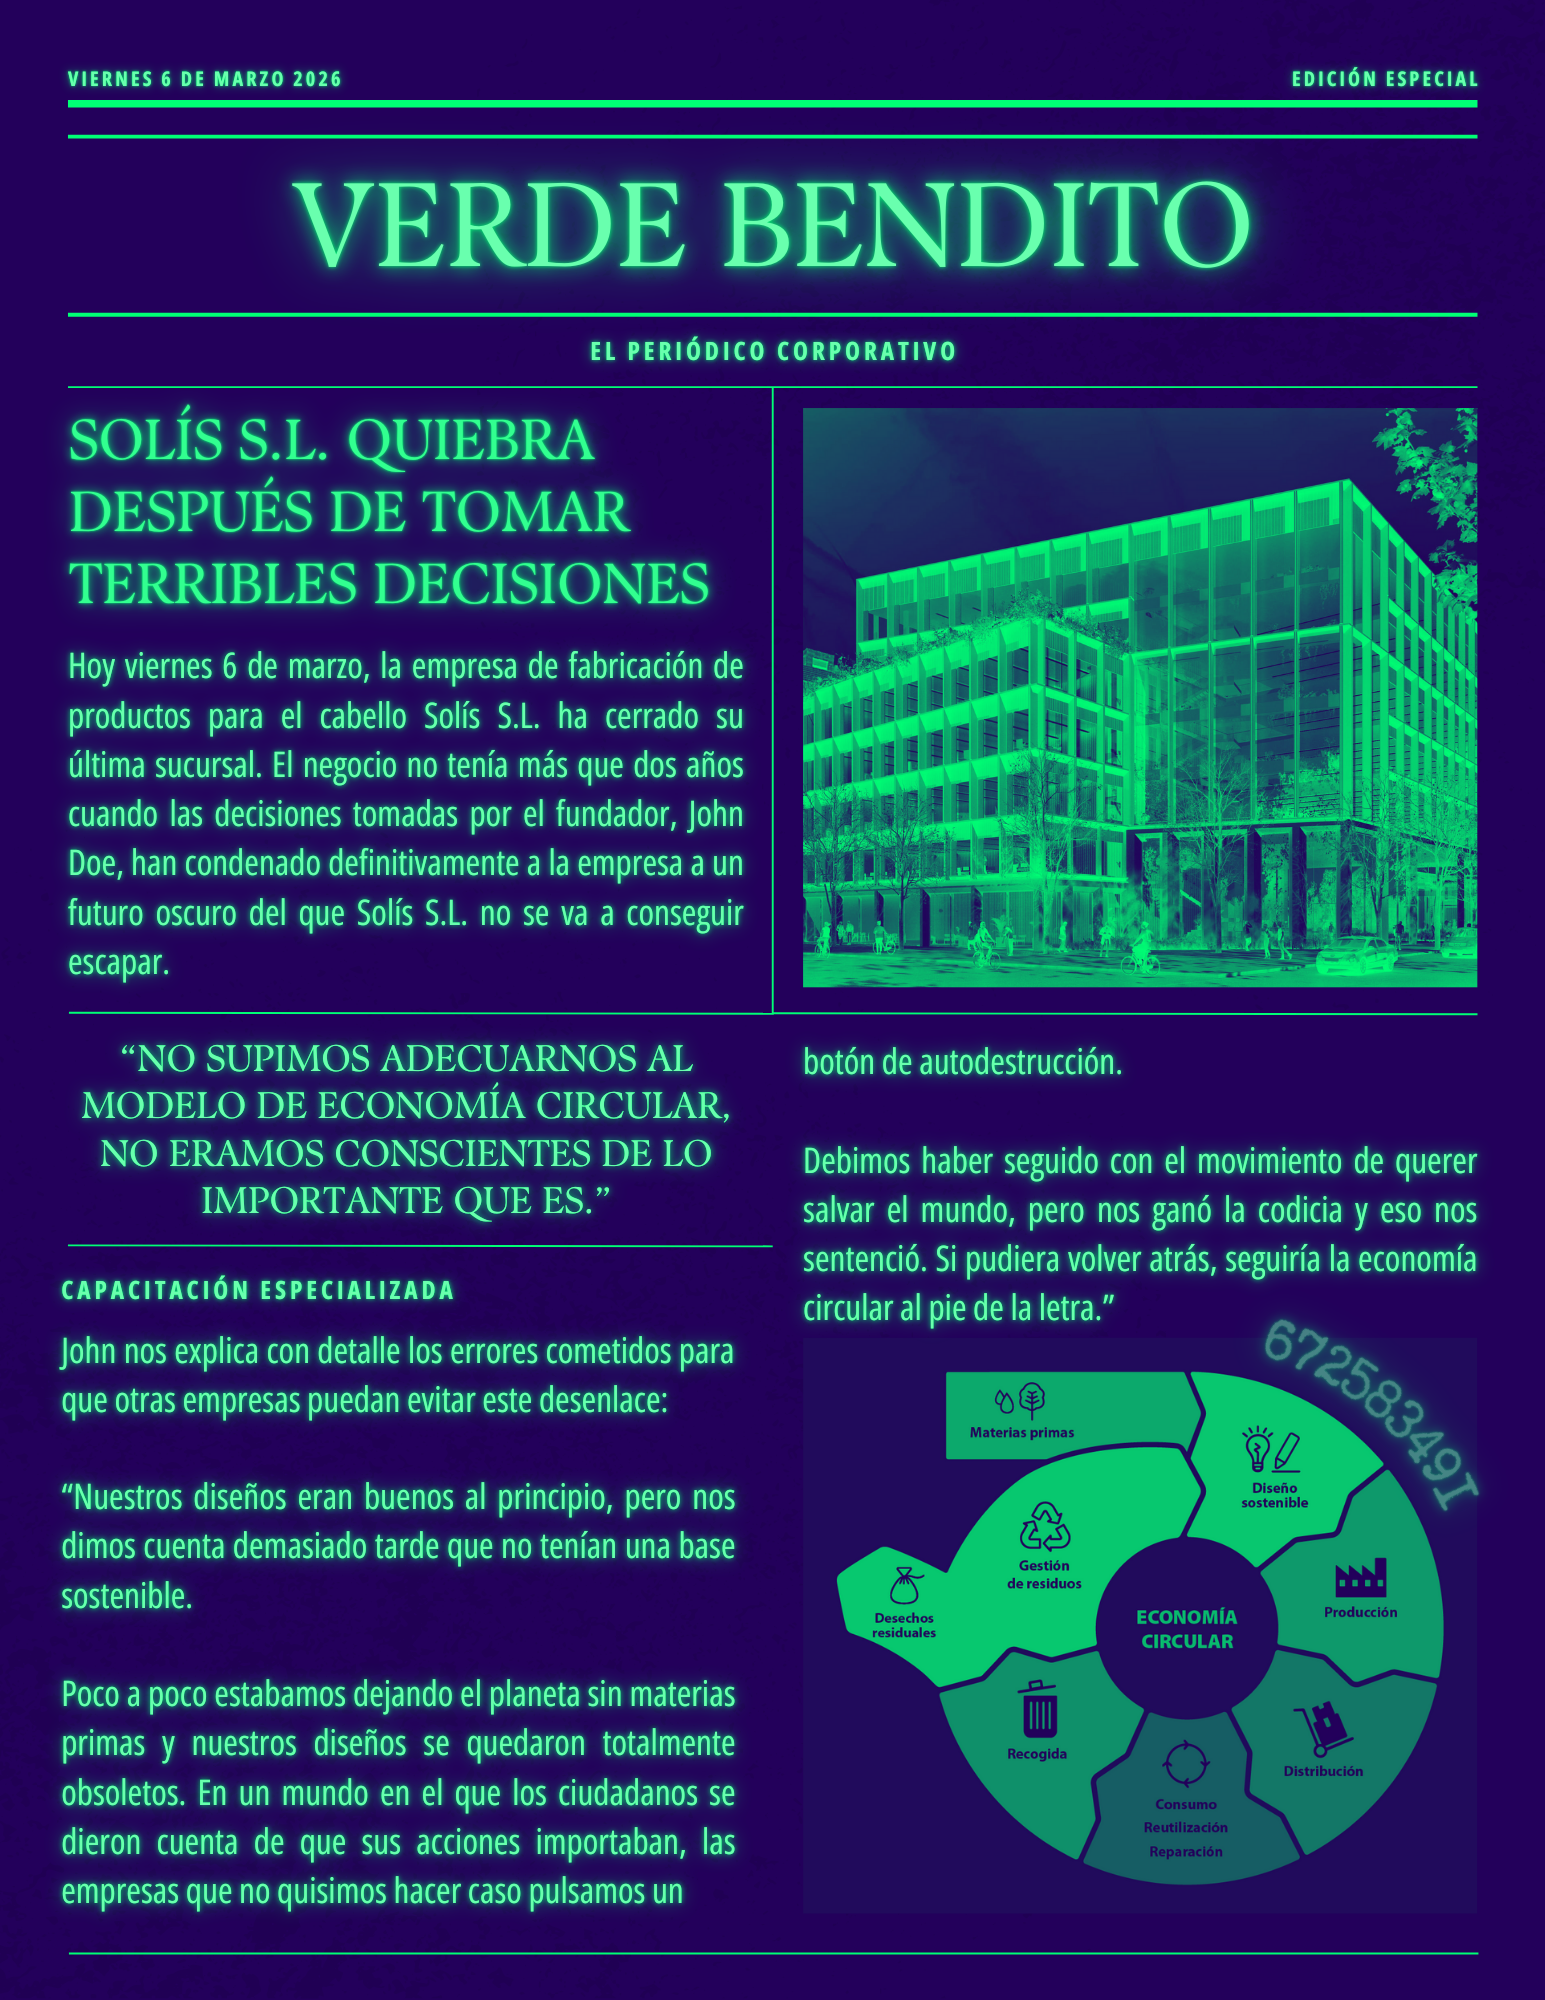 VIERNES 6 DE MARZO 2026
EDICIÓN ESPECIAL
VERDE BENDITO
EL PERIÓDICO CORPORATIVO
SOLÍS S.L. QUIEBRA
DESPUÉS DE TOMAR
TERRIBLES DECISIONES
Hoy viernes 6 de marzo, la empresa de fabricación de
productos para el cabello Solís S.L. ha cerrado su
última sucursal. El negocio no tenía más que dos años
cuando las decisiones tomadas por el fundador, John
Doe, han condenado definitivamente a la empresa a un
futuro oscuro del que Solís S.L. no se va a conseguir
escapar.
“NO SUPIMOS ADECUARNOS AL
MODELO DE ECONOMÍA CIRCULAR,
NO ERAMOS CONSCIENTES DE LO
IMPORTANTE QUE ES.”
CAPACITACIÓN ESPECIALIZADA
John nos explica con detalle los errores cometidos para
que otras empresas puedan evitar este desenlace:
“Nuestros diseños eran buenos al principio, pero nos
dimos cuenta demasiado tarde que no tenían una base
sostenible.
Poco a poco estabamos dejando el planeta sin materias
primas y nuestros diseños se quedaron totalmente
obsoletos. En un mundo en el que los ciudadanos se
dieron cuenta de que sus acciones importaban, las
empresas que no quisimos hacer caso pulsamos un
botón de autodestrucción.
Debimos haber seguido con el movimiento de querer
salvar el mundo, pero nos ganó la codicia y eso nos
sentenció. Si pudiera volver atrás, seguiría la economía
circular al pie de la letra.”
67258349I
Materias primas
Diseño
sostenible
Gestión
de residuos
Desechos
residuales
Producción
ECONOMÍA
CIRCULAR
Recogida
Distribución
Consumo
Reutilización
Reparación